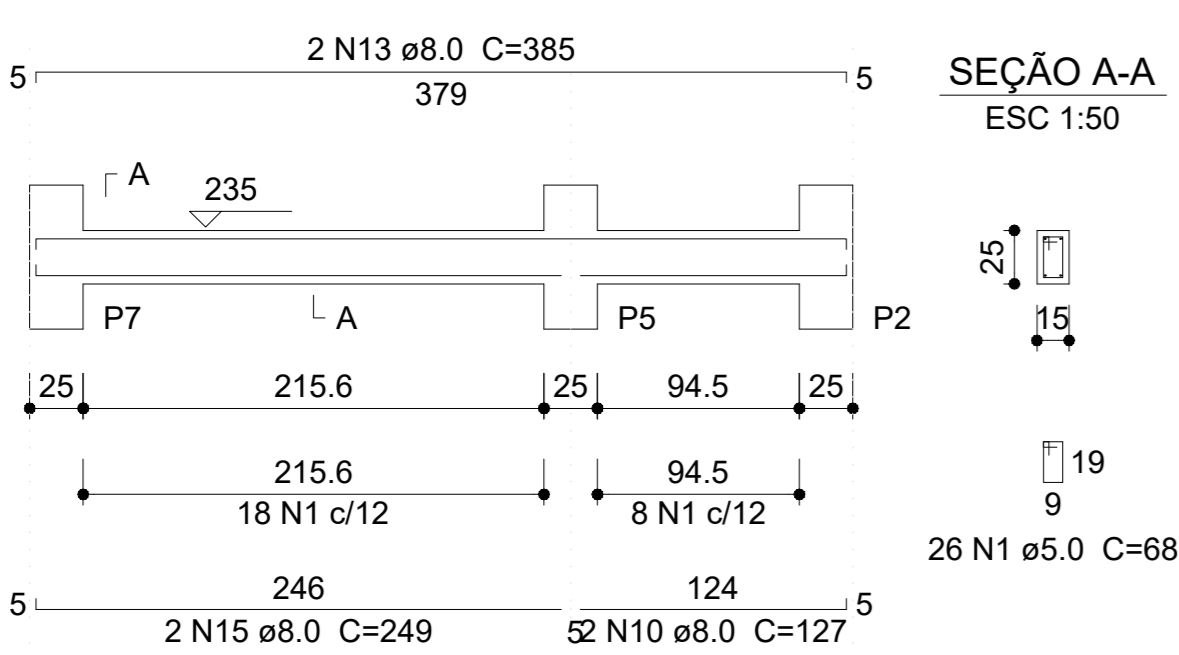 2 N13 ø8.0 C=385
5 5
379
SEÇÃO A-A
ESC 1:50
A
235
25
15
A
P7 P5 P2
25 215.6 25 94.5 25
215.6 94.5
18 N1 c/12 8 N1 c/12
19
9
26 N1 ø5.0 C=68
5 246 124 5
2 N15 ø8.0 C=249 5 2 N10 ø8.0 C=127